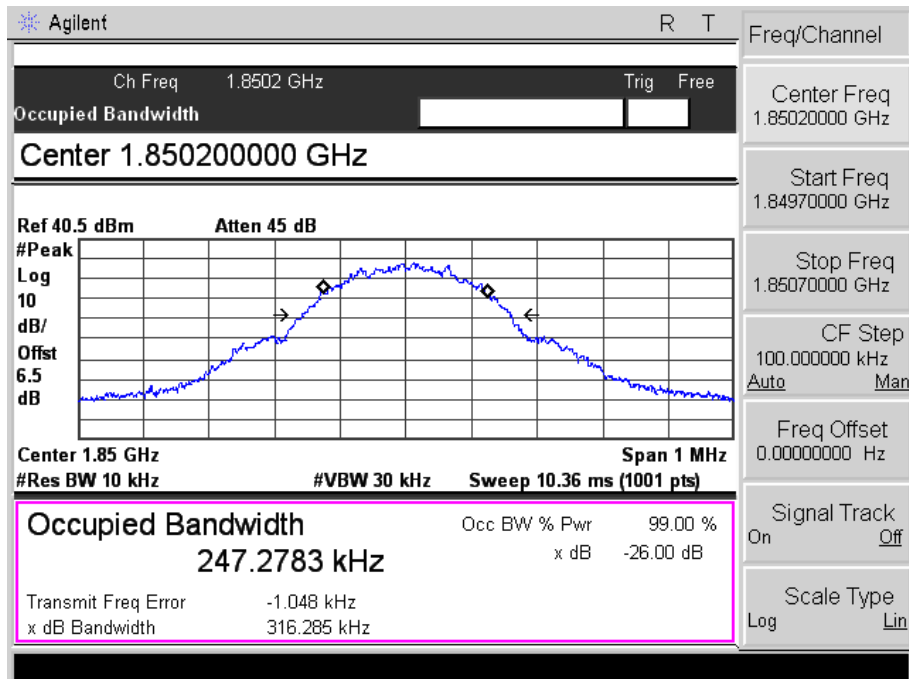 Agilent R T
Ch Freq 1.8502 GHz Trig Free
Occupied Bandwidth
Center 1.850200000 GHz
Ref 40.5 dBm Atten 45 dB
#Peak
Log
10
dB/
Offst
6.5
dB
Center 1.85 GHz Span 1 MHz
#Res BW 10 kHz #VBW 30 kHz Sweep 10.36 ms (1001 pts)
Occupied Bandwidth Occ BW % Pwr 99.00 %
247.2783 kHz x dB -26.00 dB
Transmit Freq Error -1.048 kHz
x dB Bandwidth 316.285 kHz
Freq/Channel
Center Freq
1.85020000 GHz
Start Freq
1.84970000 GHz
Stop Freq
1.85070000 GHz
CF Step
100.000000 kHz
Auto Man
Freq Offset
0.00000000 Hz
Signal Track
On Off
Scale Type
Log Lin